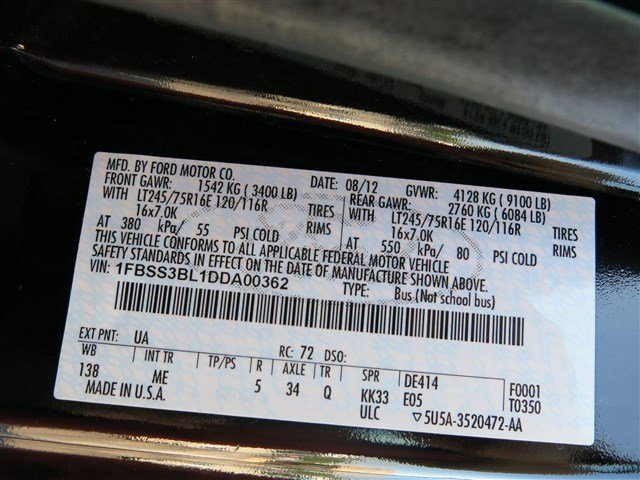 MFD. BY FORD MOTOR CO. DATE 08/12 GVWR: 4128 KG ( 9100 LB)
FRONT GAWR: 1542 KG ( 3400 LB) REAR GAWR: 2760 KG ( 6084 LB)
WITH LT245/75R16E 120/116R TIRES WITH LT245/75R16E 120/116R TIRES
16x7.0K RIMS 16x7.0K RIMS
AT 380 kPa/ 55 PSI COLD AT 550 kPa/ 80 PSI COLD
THIS VEHICLE CONFORMS TO ALL APPLICABLE FEDERAL MOTOR VEHICLE
SAFETY STANDARDS IN EFFECT ON THE DATE OF MANUFACTURE SHOWN ABOVE.
VIN: 1FBSS3BL1DDA00362 TYPE: Bus (Not school bus)
EXT PNT: UA RC: 72 DSO:
WB INT TR TP/PS R AX TR SPR DE414 F0001
138 ME 5 34 Q KK33 E05 T0350
MADE IN U.S.A. ULC ▽5U5A-3520472-AA